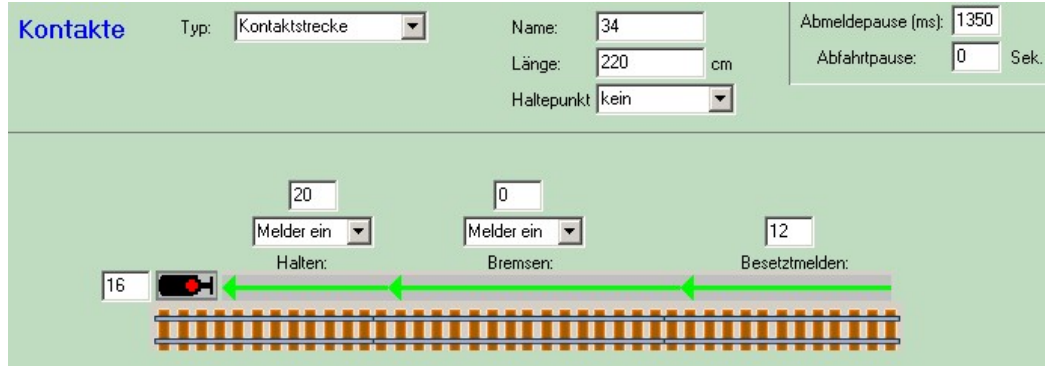 Kontakte Typ: Kontaktstrecke Name: 34 Abmeldepause (ms): 1350
Länge: 220 cm Abfahrtpause: 0 Sek.
Haltepunkt kein
20 0
Melder ein Melder ein 12
Halten: Bremsen: Besetztmelden:
16